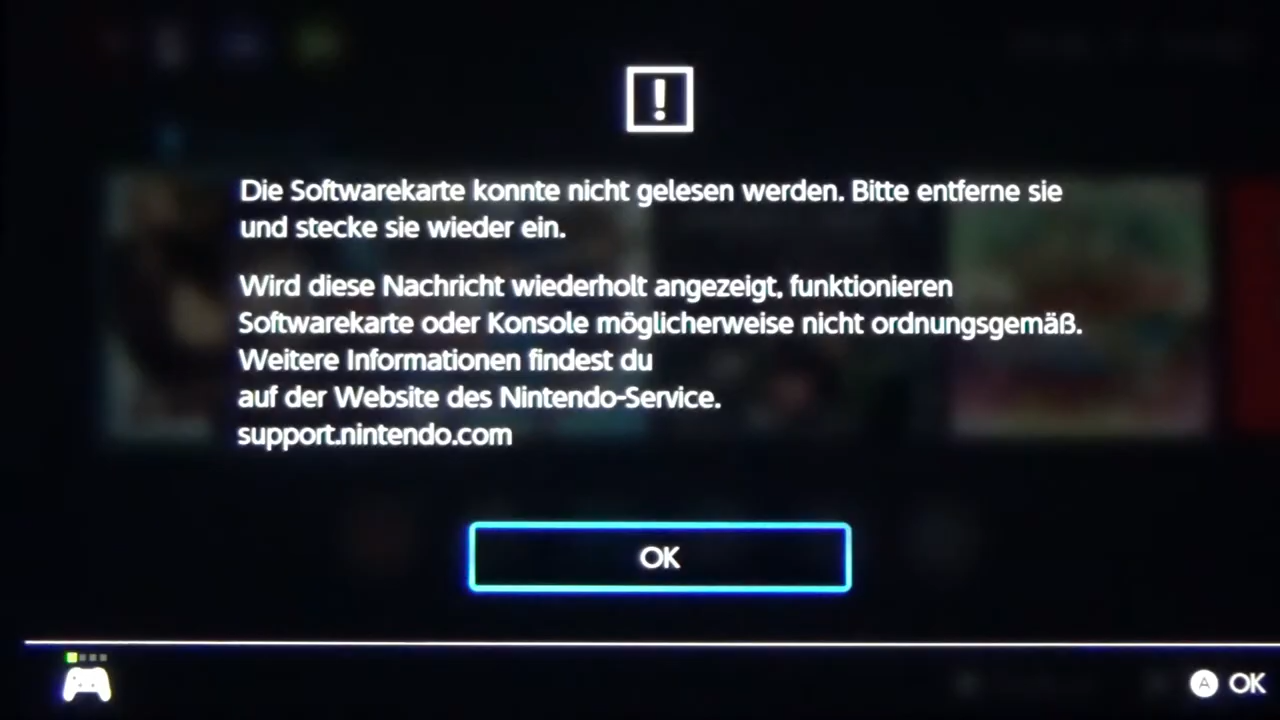 !
Die Softwarekarte konnte nicht gelesen werden. Bitte entferne sie
und stecke sie wieder ein.
Wird diese Nachricht wiederholt angezeigt, funktionieren
Softwarekarte oder Konsole möglicherweise nicht ordnungsgemäß.
Weitere Informationen findest du
auf der Website des Nintendo-Service.
support.nintendo.com
OK
A OK